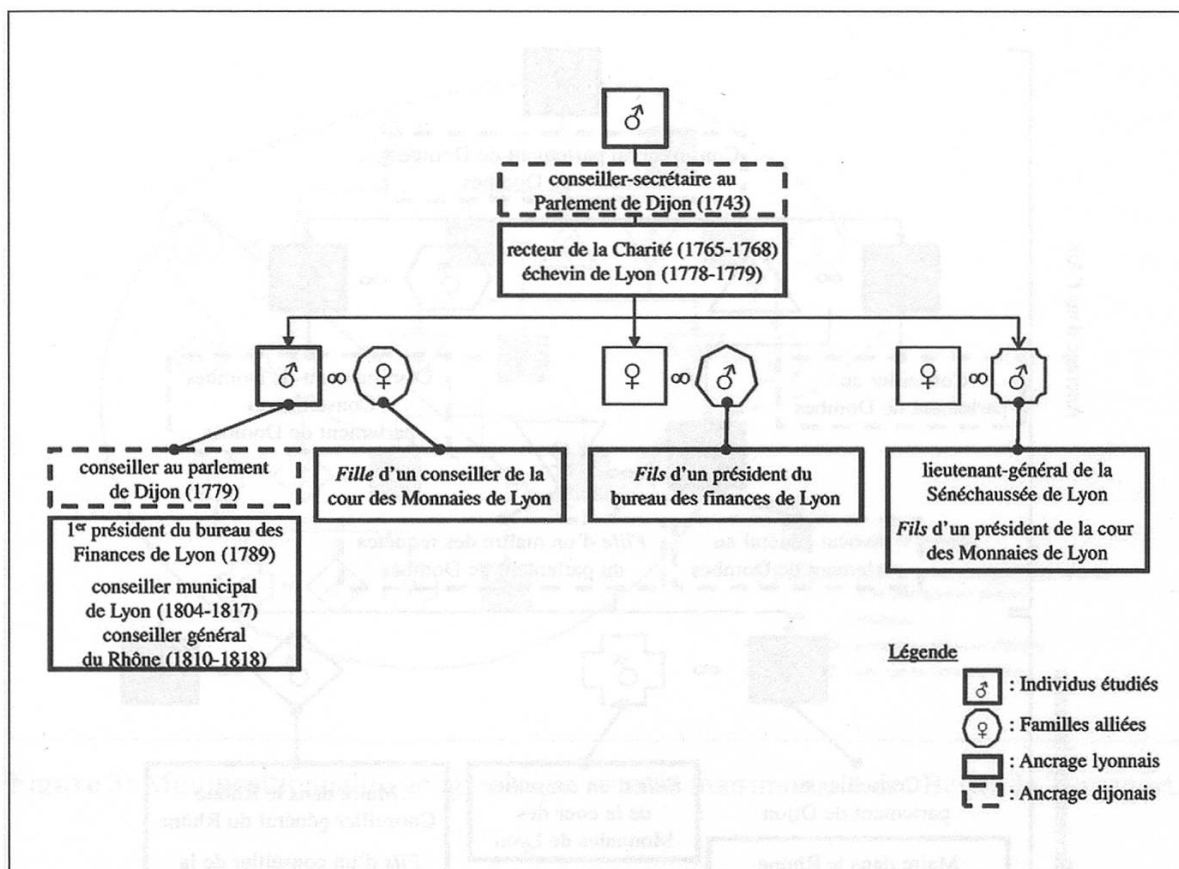 ♂
conseiller-secrétaire au
Parlement de Dijon (1743)
recteur de la Charité (1765-1768)
échevin de Lyon (1778-1779)
♂ ∞ ♀
♀ ∞ ♂
♀ ∞ ♂
conseiller au parlement
de Dijon (1779)
1er président du bureau des
Finances de Lyon (1789)
conseiller municipal
de Lyon (1804-1817)
conseiller général
du Rhône (1810-1818)
Fille d'un conseiller de la
cour des Monnaies de Lyon
Fils d'un président du
bureau des finances de Lyon
lieutenant-général de la
Sénéchaussée de Lyon
Fils d'un président de la cour
des Monnaies de Lyon
Légende
♂ : Individus étudiés
♀ : Familles alliées
: Ancrage lyonnais
: Ancrage dijonais